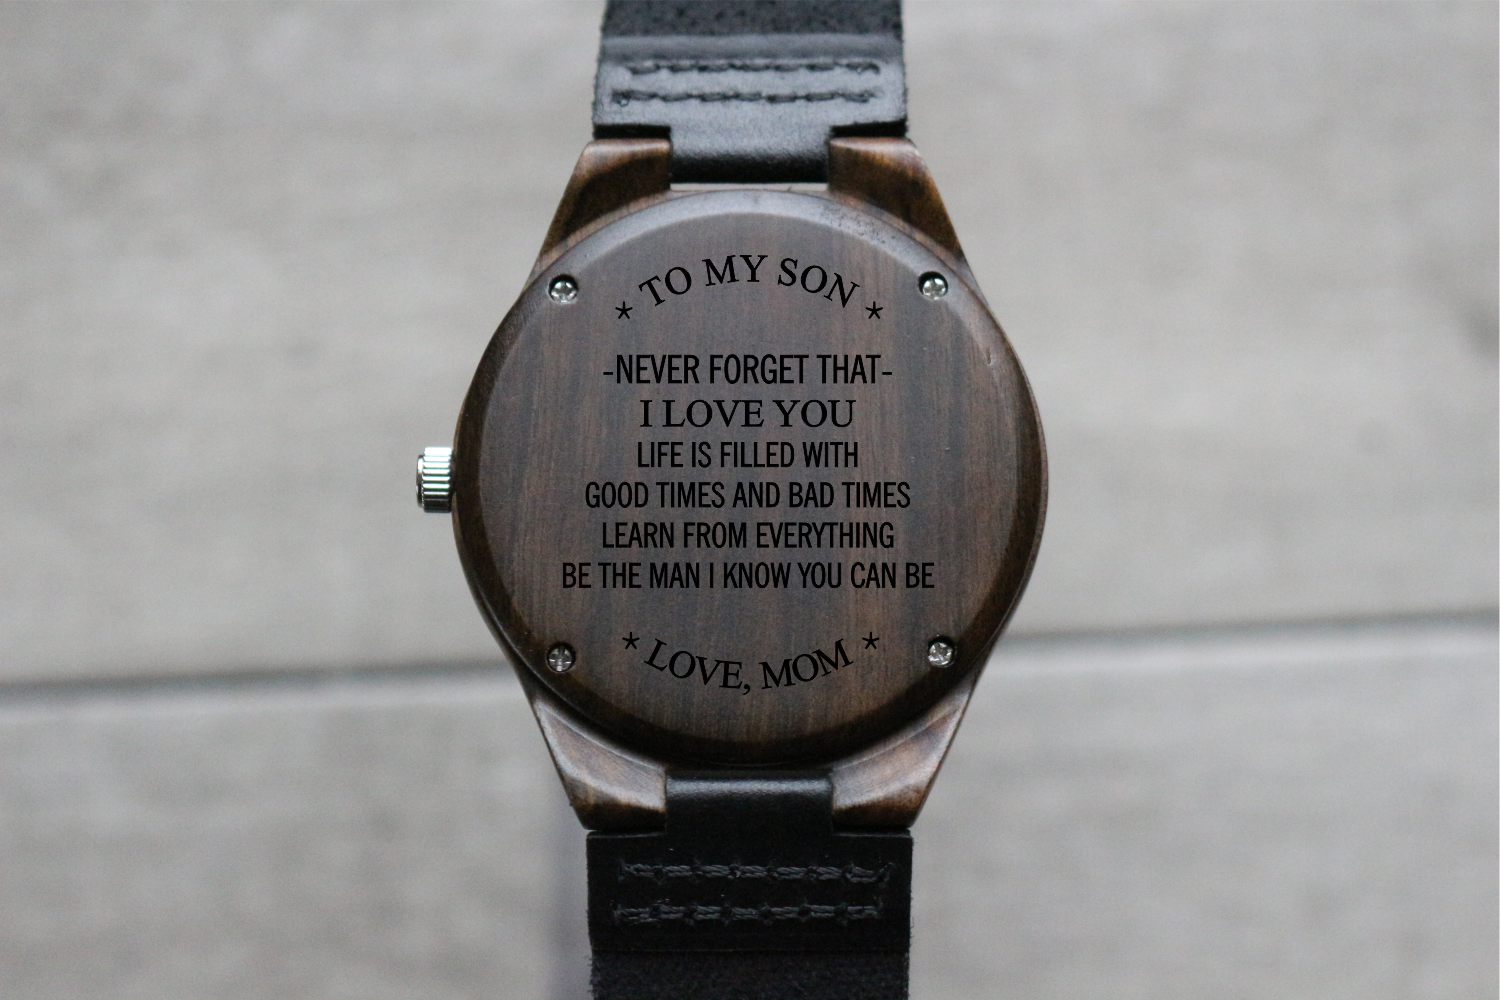 * TO MY SON *
-NEVER FORGET THAT-
I LOVE YOU
LIFE IS FILLED WITH
GOOD TIMES AND BAD TIMES
LEARN FROM EVERYTHING
BE THE MAN I KNOW YOU CAN BE
* LOVE, MOM *